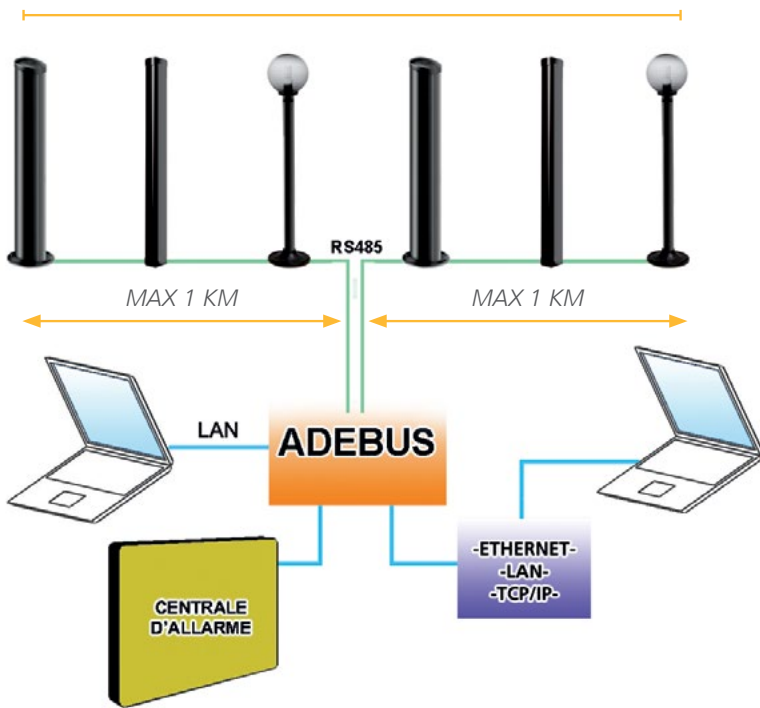 RS485
MAX 1 KM
MAX 1 KM
LAN
ADEBUS
-ETHERNET-
-LAN-
-TCP/IP-
CENTRALE
D'ALLARME